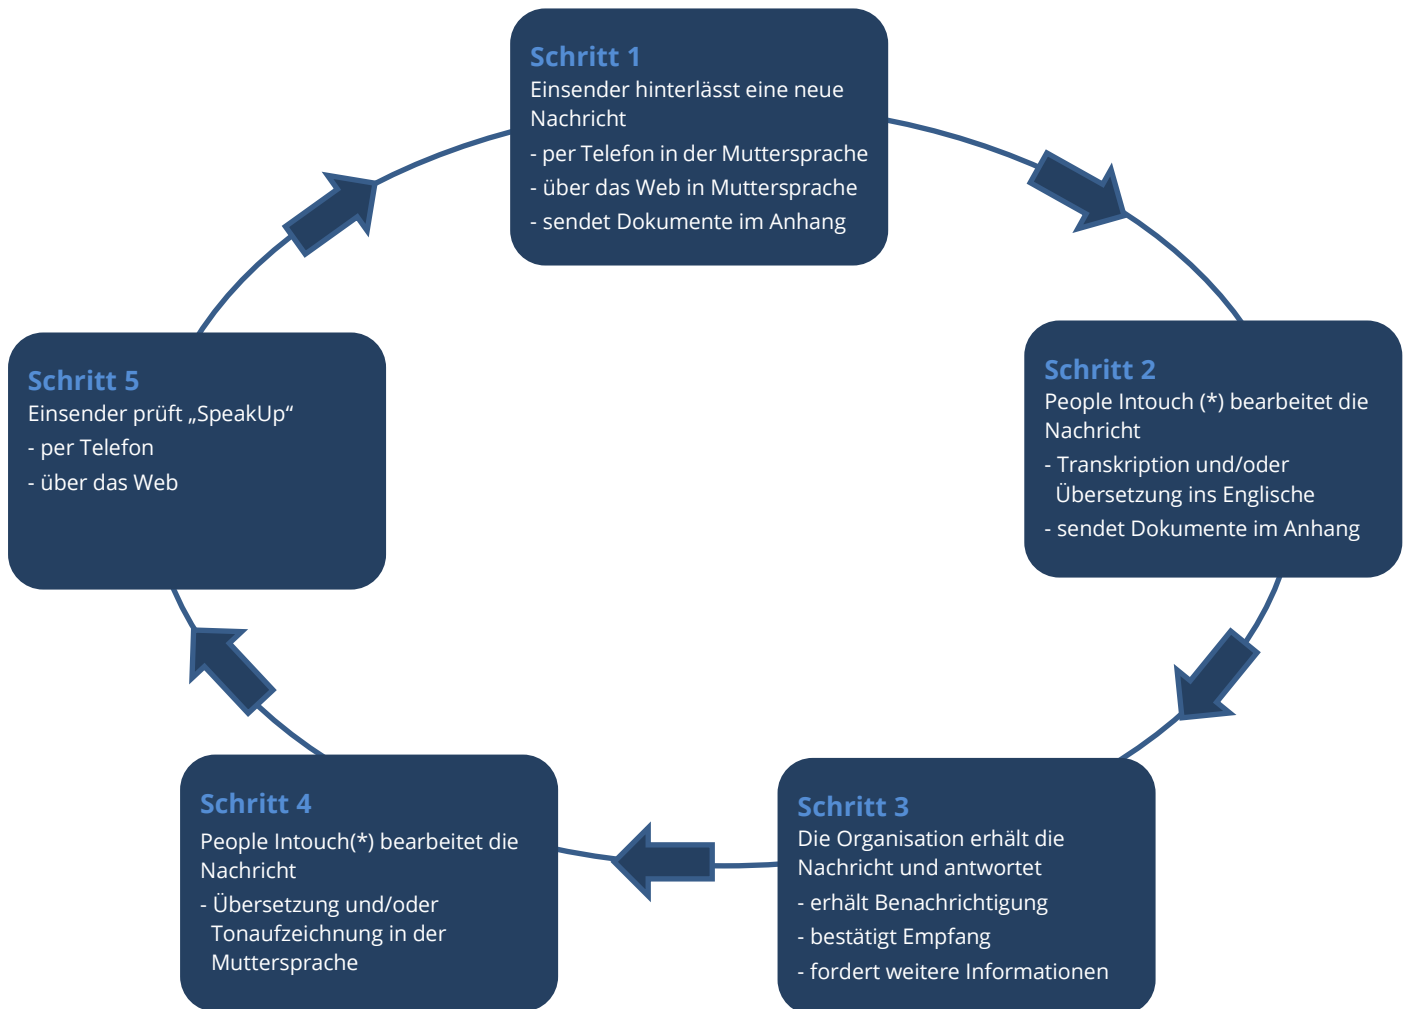 Schritt 1
Einsender hinterlässt eine neue
Nachricht
- per Telefon in der Muttersprache
- über das Web in Muttersprache
- sendet Dokumente im Anhang
Schritt 2
People Intouch (*) bearbeitet die
Nachricht
- Transkription und/oder
Übersetzung ins Englische
- sendet Dokumente im Anhang
Schritt 3
Die Organisation erhält die
Nachricht und antwortet
- erhält Benachrichtigung
- bestätigt Empfang
- fordert weitere Informationen
Schritt 4
People Intouch(*) bearbeitet die
Nachricht
- Übersetzung und/oder
Tonaufzeichnung in der
Muttersprache
Schritt 5
Einsender prüft „SpeakUp“
- per Telefon
- über das Web